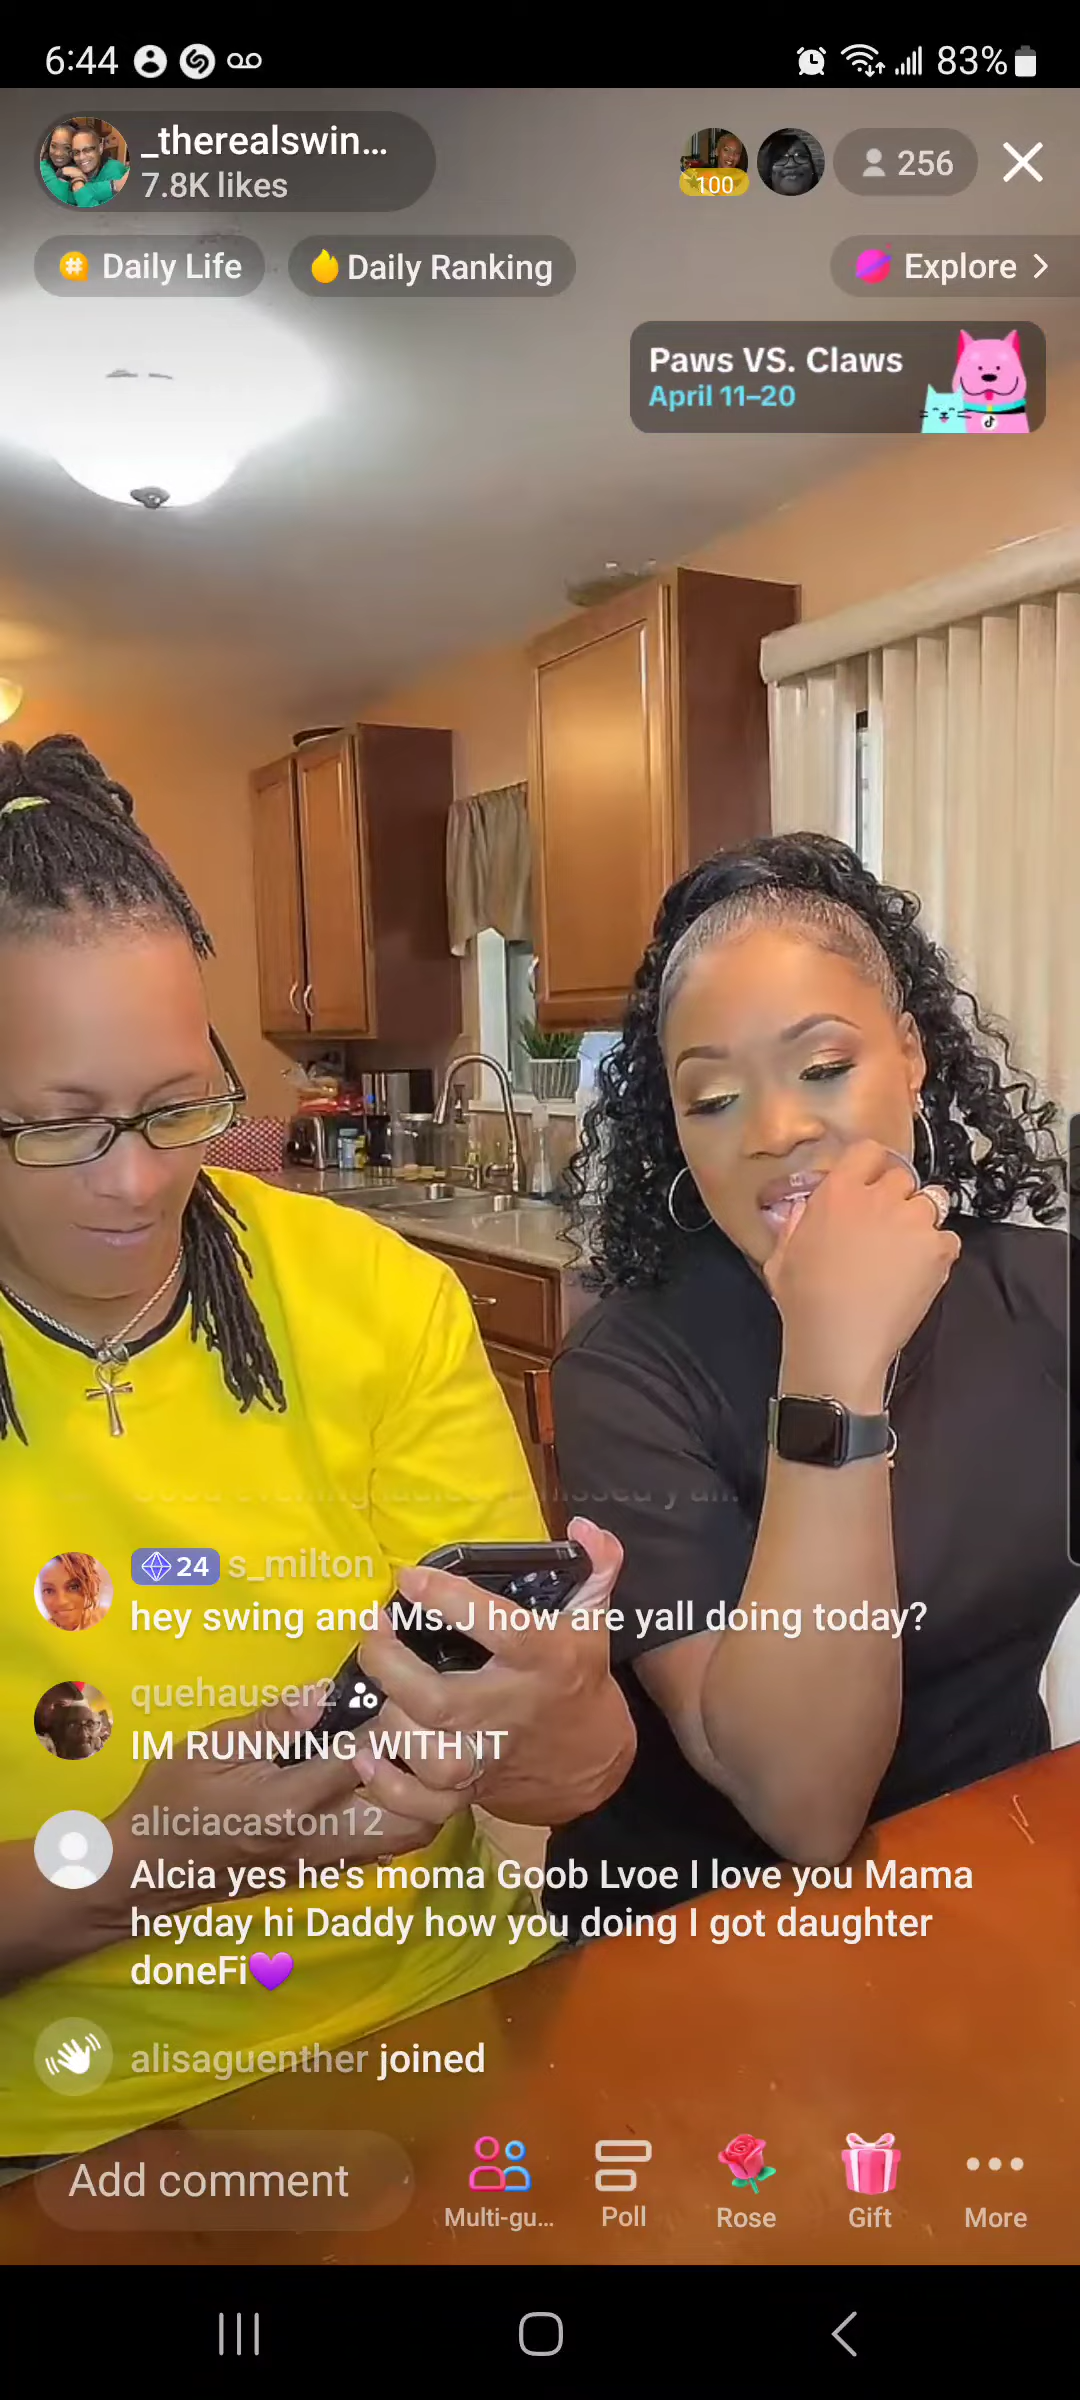 6:44
83%
_therealswin...
7.8K likes
100
256
Daily Life
Daily Ranking
Explore >
Paws VS. Claws
April 11–20
24 s_milton
hey swing and Ms.J how are yall doing today?
quehauser2
IM RUNNING WITH IT
aliciacaston12
Alcia yes he's moma Goob Lvoe I love you Mama
heyday hi Daddy how you doing I got daughter
doneFi💜
alisaguenther joined
Add comment
Multi-gu...
Poll
Rose
Gift
More